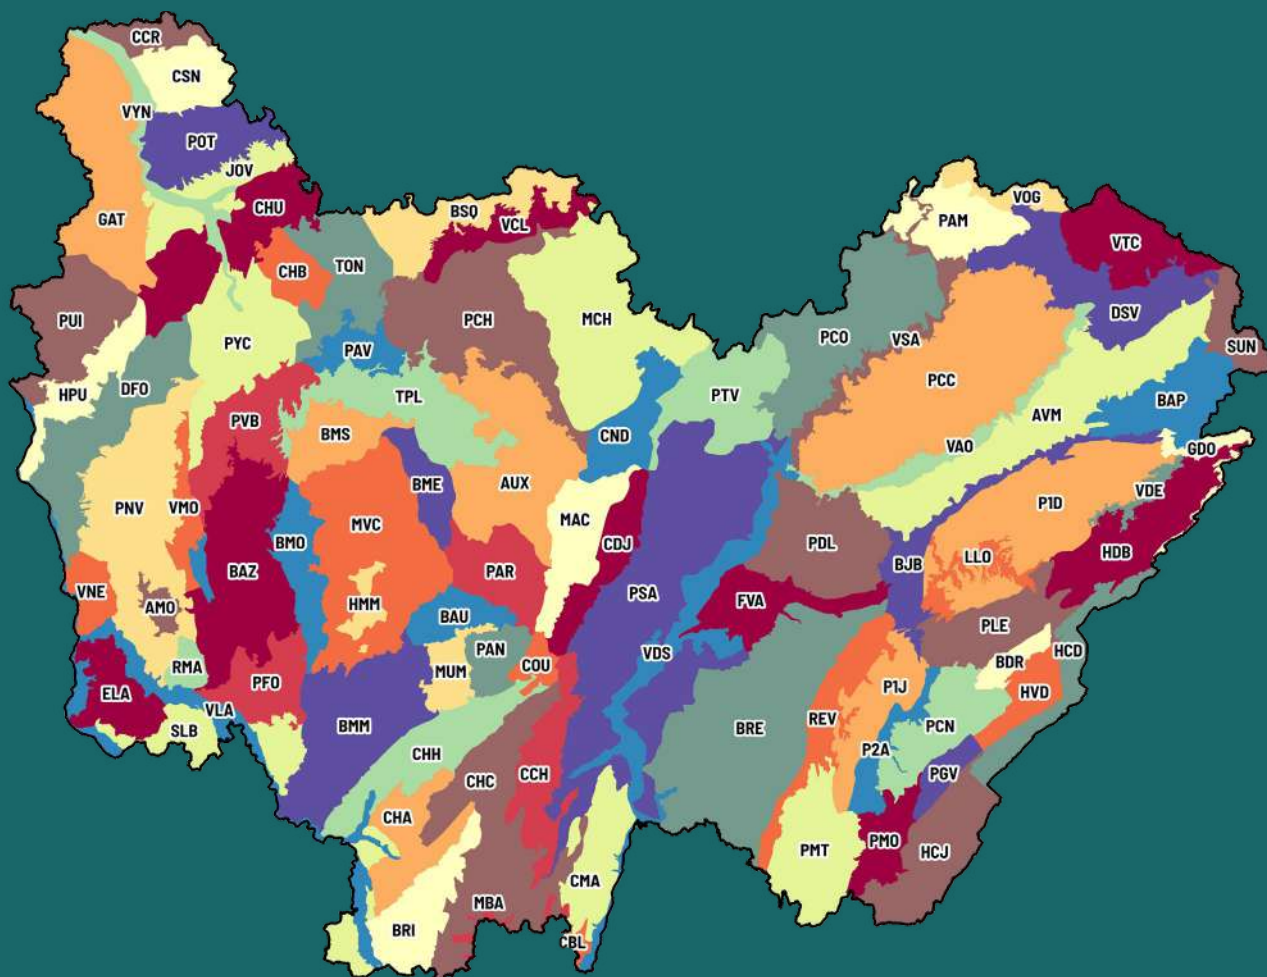 CCR
CSN
VYN
POT
JOV
GAT
CHU
BSQ
VCL
VOG
PAM
VTC
CHB
TON
PUI
PCH
MCH
DSV
PYC
PAV
PCO
VSA
SUN
HPU
DFO
TPL
PTV
PCC
BAP
PVB
BMS
CND
AVM
VAO
GDO
BME
AUX
PNV
VMO
MVC
MAC
VDE
P1D
BMO
CDJ
PDL
HDB
BAZ
PAR
LLO
BJB
VNE
AMO
HMM
BAU
PSA
FVA
PLE
RMA
PAN
COU
VDS
BDR
HCD
ELA
PFO
MUM
P1J
HVD
VLA
SLB
BMM
REV
PCN
BRE
CHH
P2A
CHC
CCH
PGV
CHA
PMT
PMO
HCJ
CMA
MBA
BRI
CBL